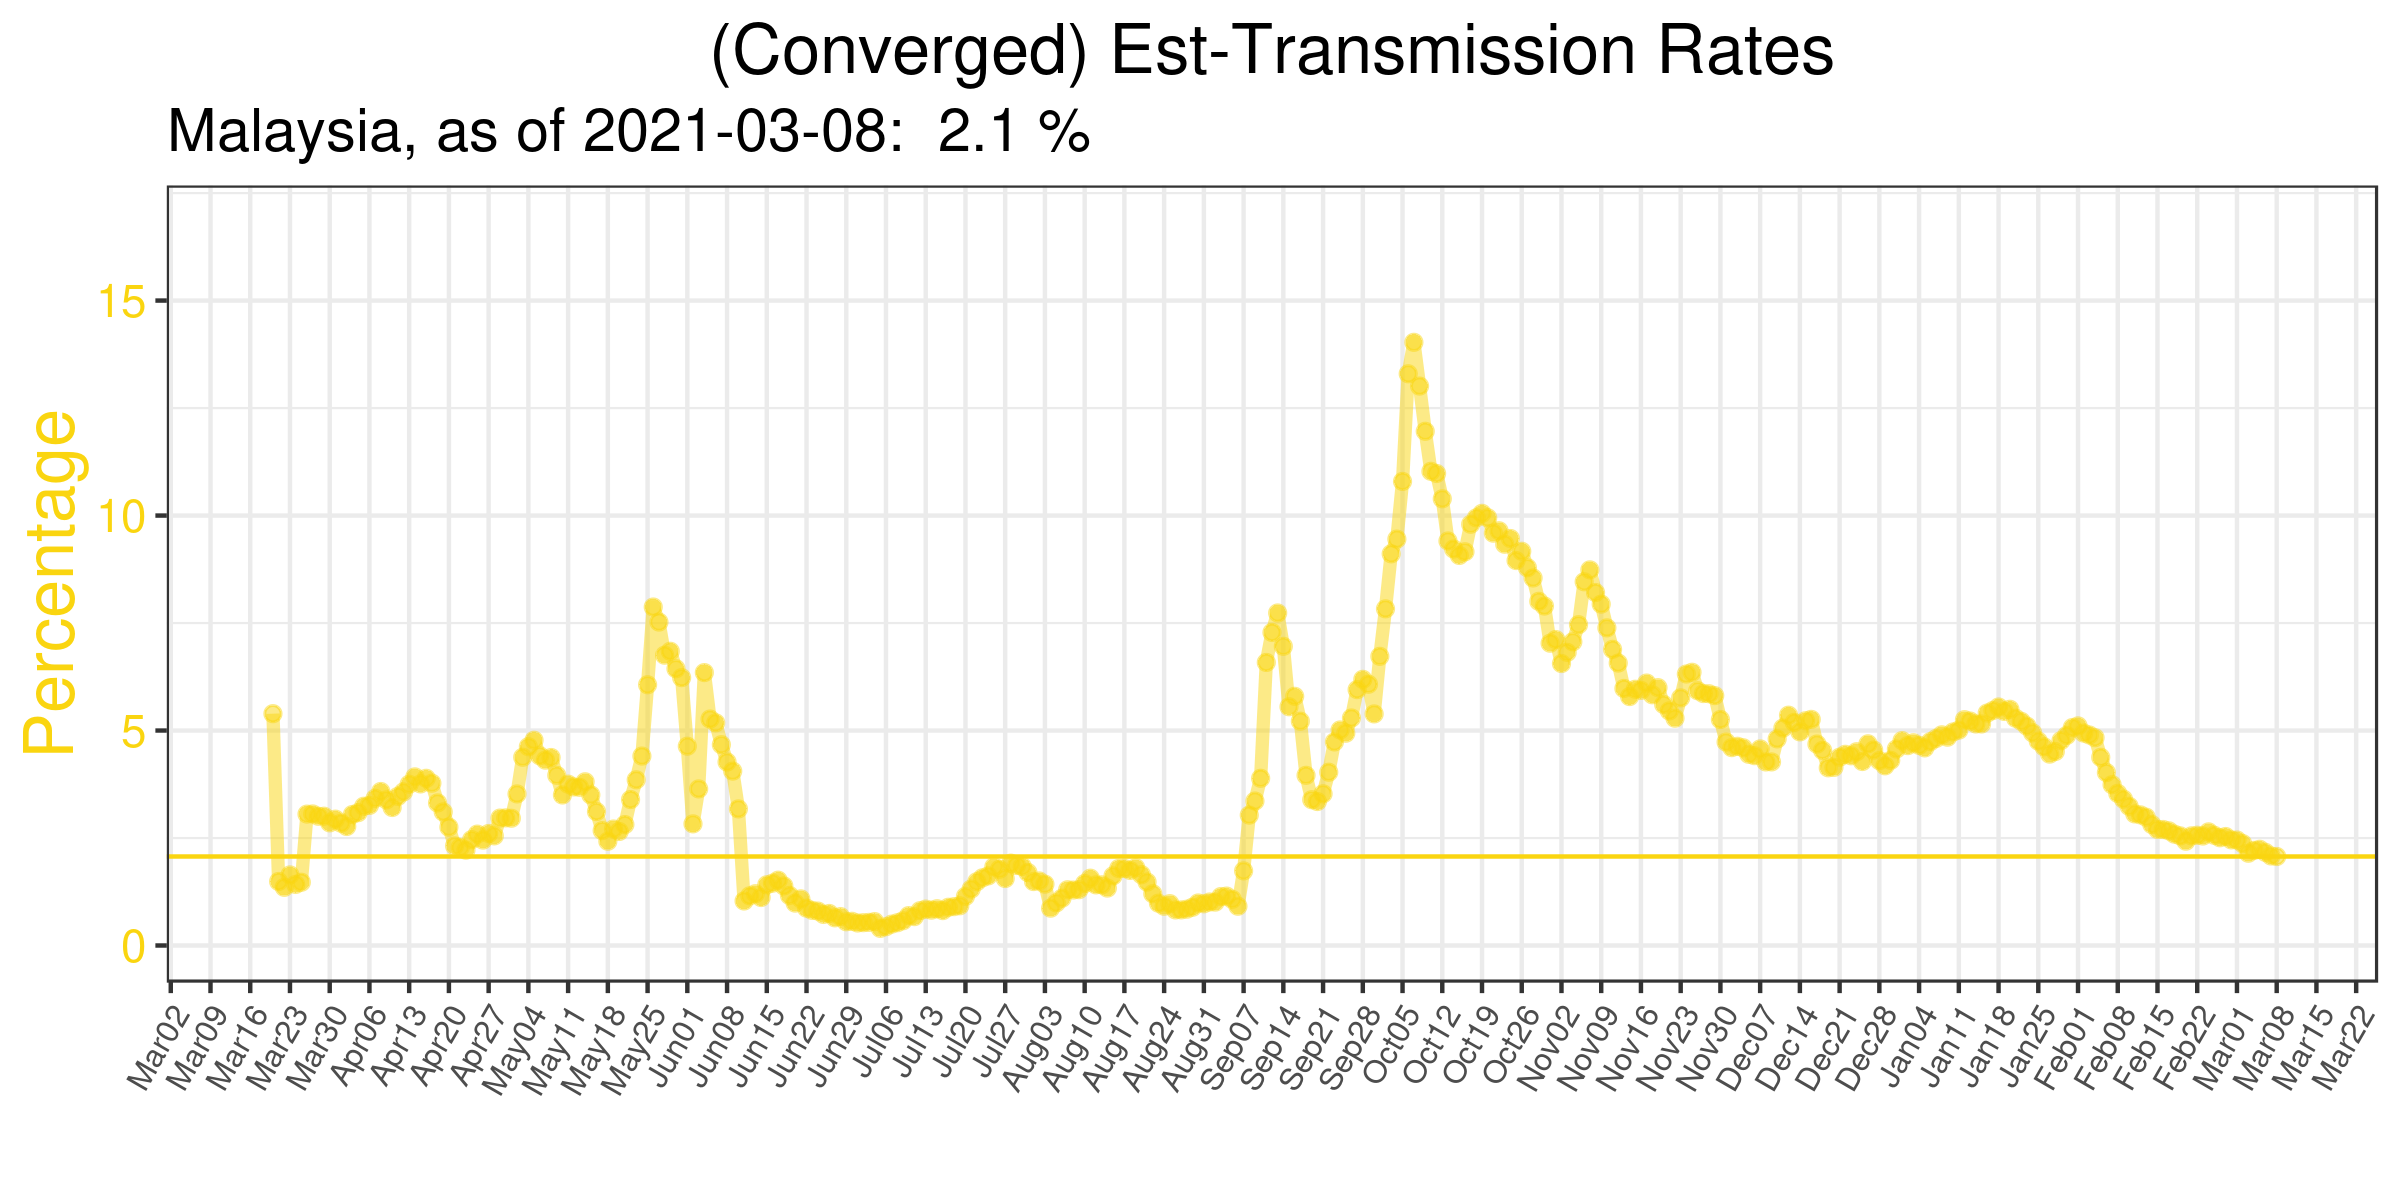 (Converged) Est-Transmission Rates
Malaysia, as of 2021-03-08:  2.1 %
Percentage
15
10
5
0
Mar02
Mar09
Mar16
Mar23
Mar30
Apr06
Apr13
Apr20
Apr27
May04
May11
May18
May25
Jun01
Jun08
Jun15
Jun22
Jun29
Jul06
Jul13
Jul20
Jul27
Aug03
Aug10
Aug17
Aug24
Aug31
Sep07
Sep14
Sep21
Sep28
Oct05
Oct12
Oct19
Oct26
Nov02
Nov09
Nov16
Nov23
Nov30
Dec07
Dec14
Dec21
Dec28
Jan04
Jan11
Jan18
Jan25
Feb01
Feb08
Feb15
Feb22
Mar01
Mar08
Mar15
Mar22